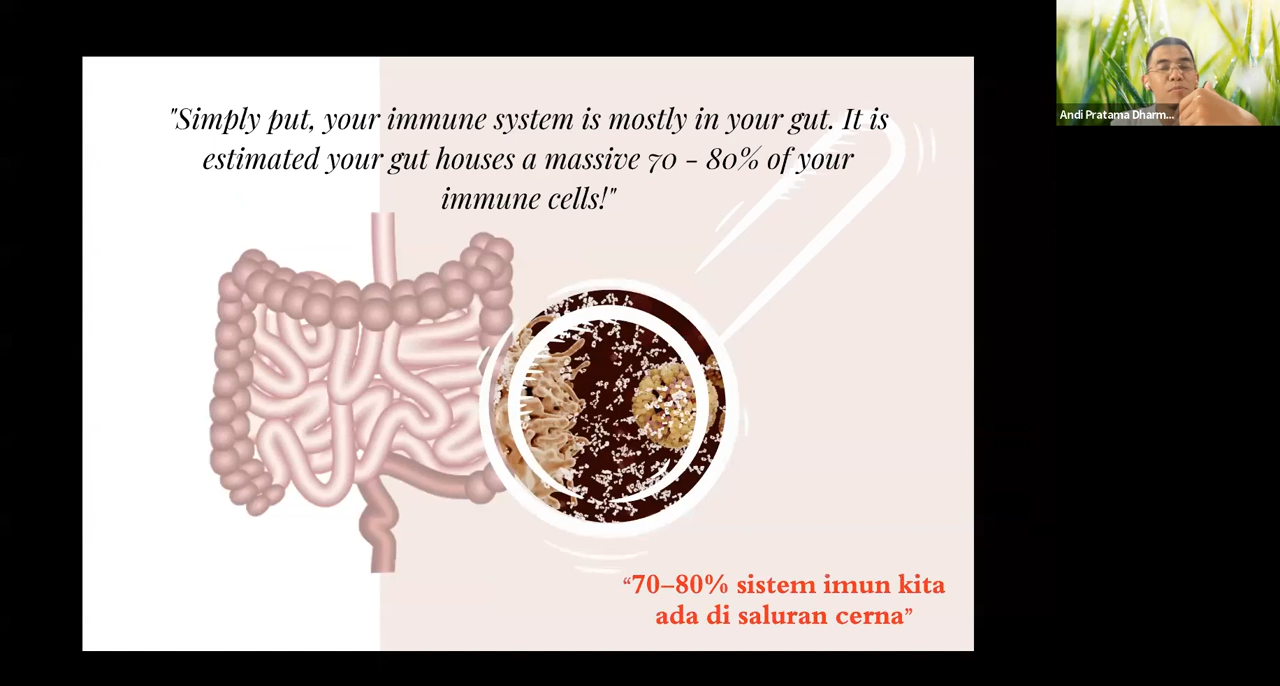 "Simply put, your immune system is mostly in your gut. It is
estimated your gut houses a massive 70 - 80% of your
immune cells!"
“70–80% sistem imun kita
ada di saluran cerna”
Andi Pratama Dharm...